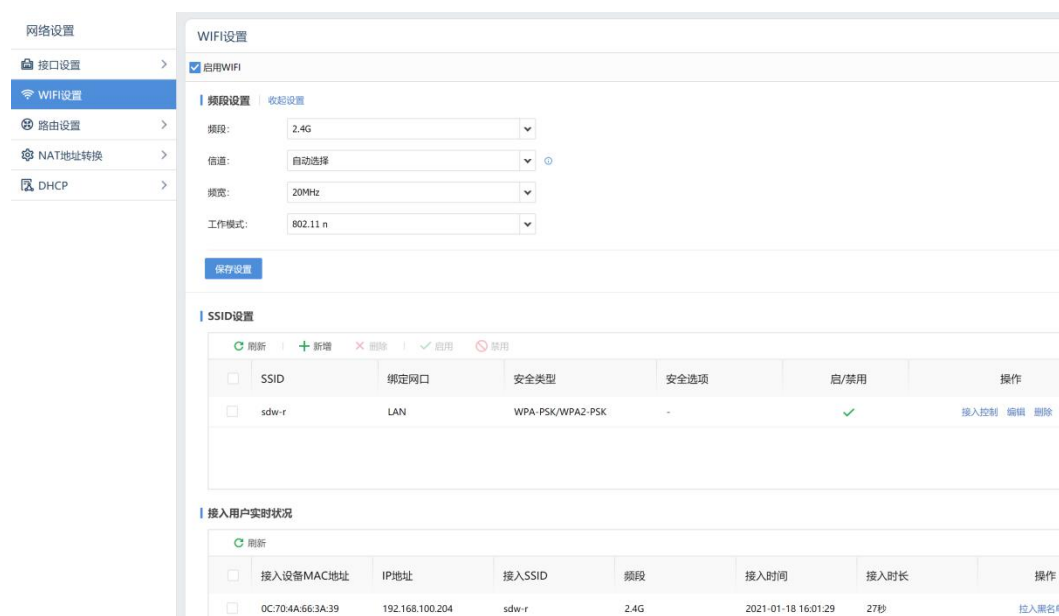 网络设置
接口设置
WIFI设置
路由设置
NAT地址转换
DHCP
WIFI设置
启用WIFI
频段设置 收起设置
频段: 2.4G
信道: 自动选择
频宽: 20MHz
工作模式: 802.11 n
保存设置
SSID设置
刷新 新增 删除 启用 禁用
SSID 绑定网口 安全类型 安全选项 启/禁用 操作
sdw-r LAN WPA-PSK/WPA2-PSK - 接入控制 编辑 删除
接入用户实时状况
刷新
接入设备MAC地址 IP地址 接入SSID 频段 接入时间 接入时长 操作
0C:70:4A:66:3A:39 192.168.100.204 sdw-r 2.4G 2021-01-18 16:01:29 27秒 拉入黑名